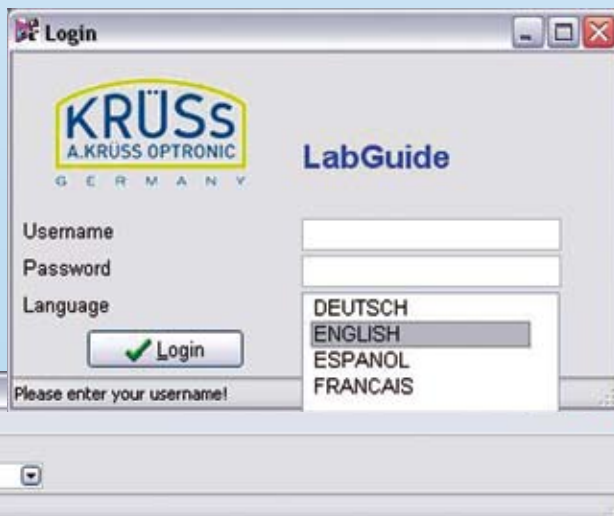 Login
KRÜSS
A.KRÜSS OPTRONIC
GERMANY
LabGuide
Username
Password
Language
DEUTSCH
ENGLISH
ESPANOL
FRANCAIS
Login
Please enter your username!